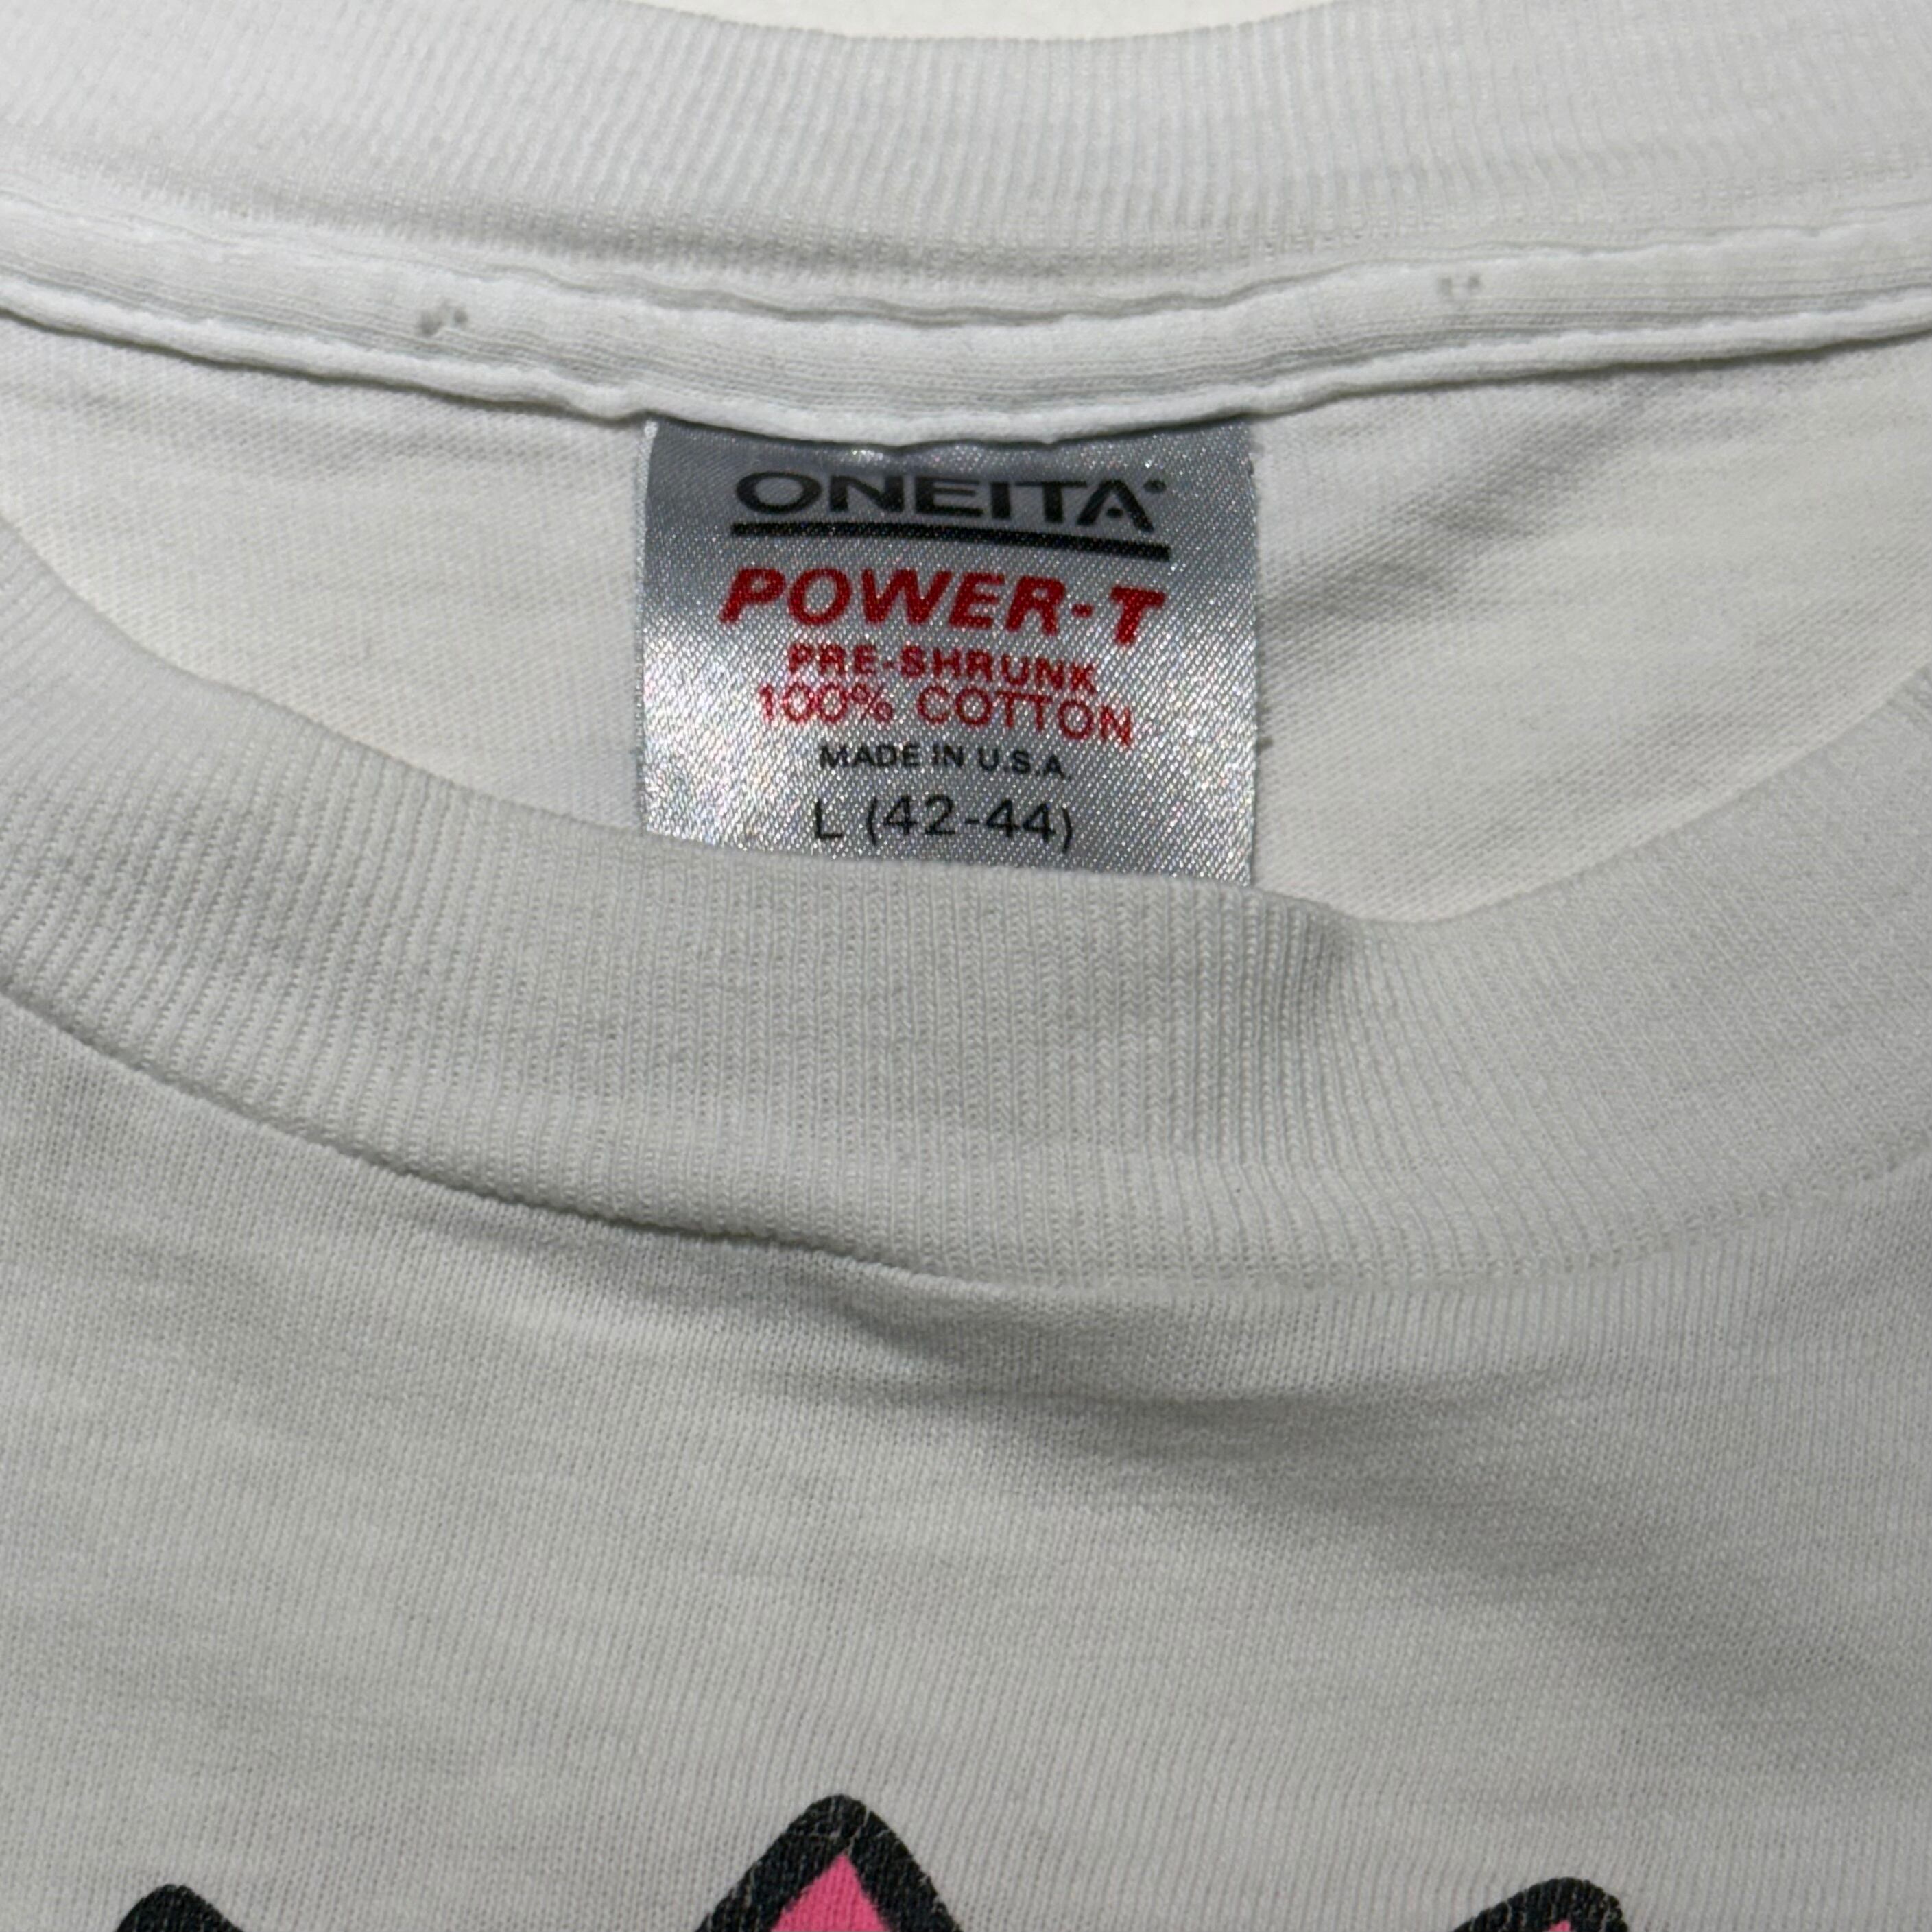 ONEITA®
POWER-T
PRE-SHRUNK
100% COTTON
MADE IN U.S.A.
L (42-44)